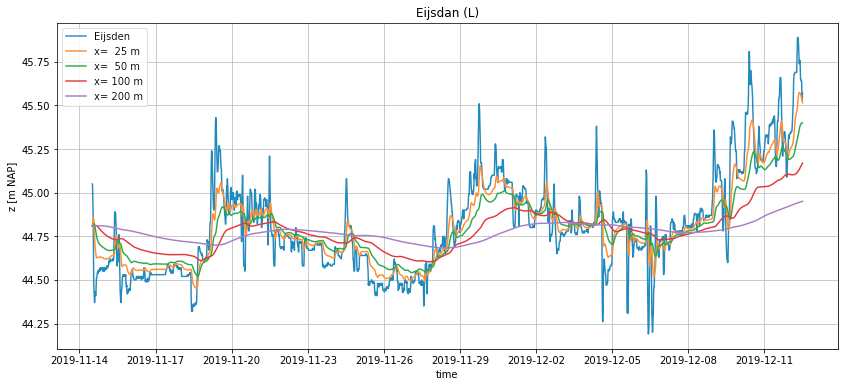 Eijsdan (L)
Eijsden
x=  25 m
x=  50 m
x= 100 m
x= 200 m
z [m NAP]
45.75
45.50
45.25
45.00
44.75
44.50
44.25
2019-11-14 2019-11-17 2019-11-20 2019-11-23 2019-11-26 2019-11-29 2019-12-02 2019-12-05 2019-12-08 2019-12-11
time